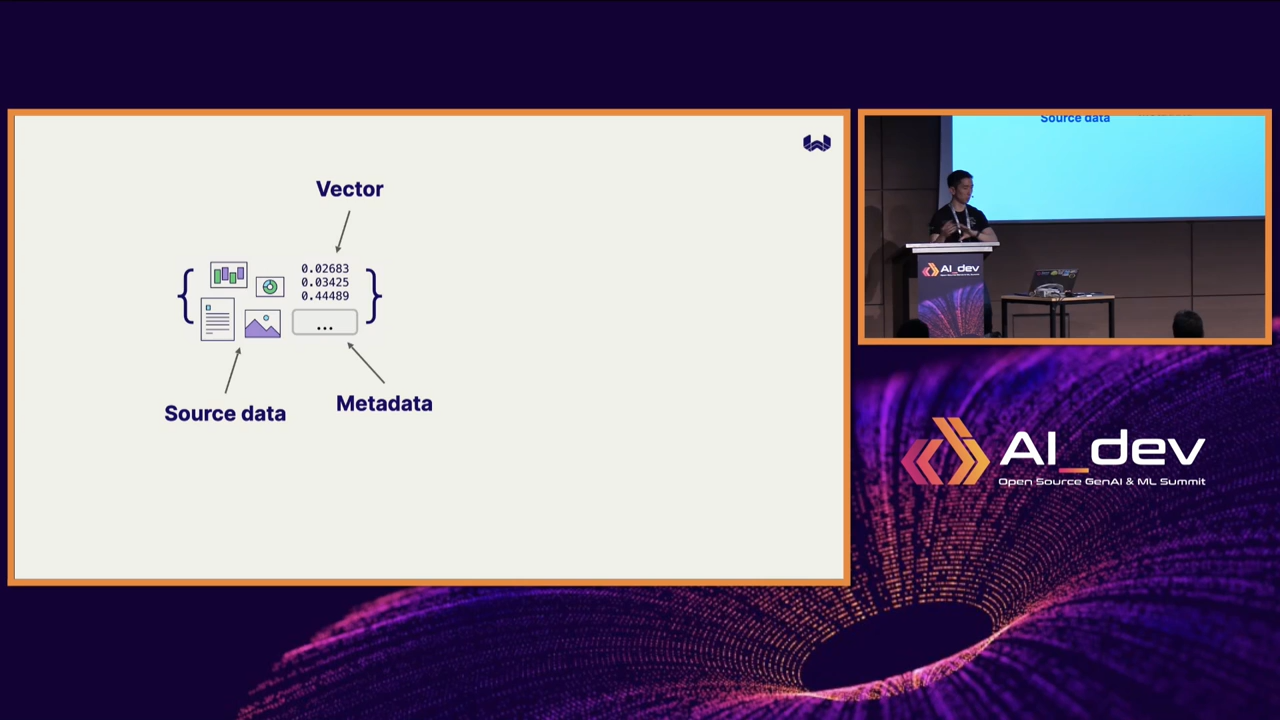 Vector
0.02683
0.03425
0.44489
...
Source data
Metadata
Source data
AI_dev
AI_dev
Open Source GenAI & ML Summit